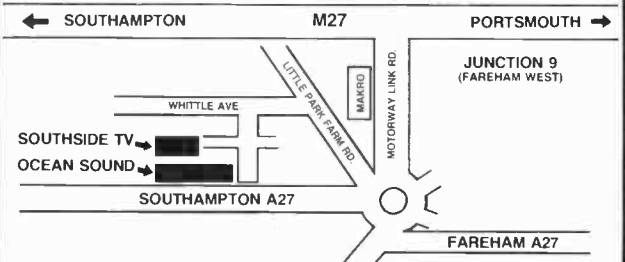 SOUTHAMPTON
M27
PORTSMOUTH
JUNCTION 9
(FAREHAM WEST)
LITTLE PARK FARM RD.
MAKRO
MOTORWAY LINK RD.
WHITTLE AVE
SOUTHSIDE TV
OCEAN SOUND
SOUTHAMPTON A27
FAREHAM A27